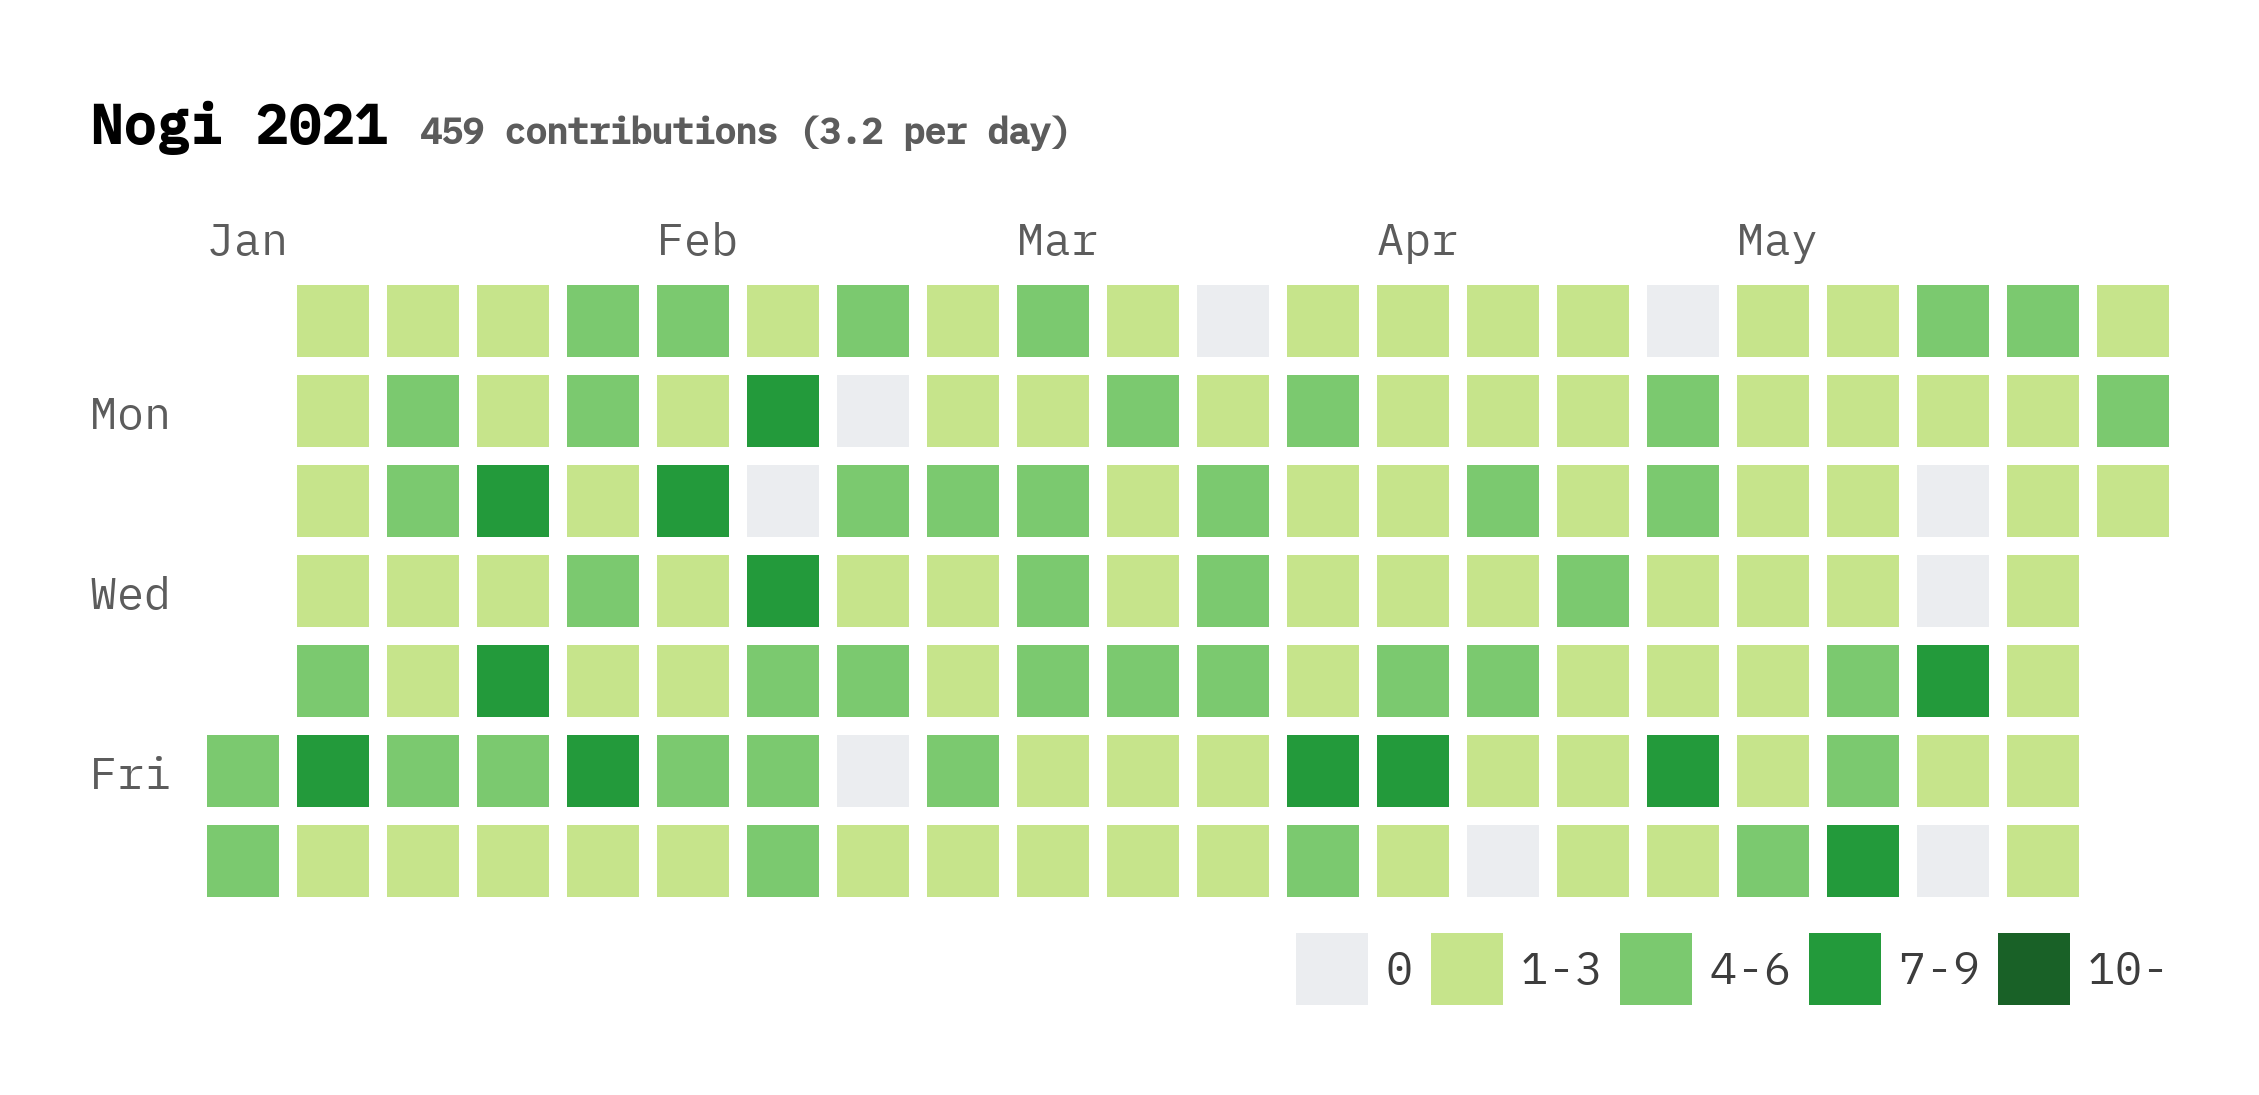 Nogi 2021 459 contributions (3.2 per day)
Jan Feb Mar Apr May
Mon
Wed
Fri
0 1-3 4-6 7-9 10-